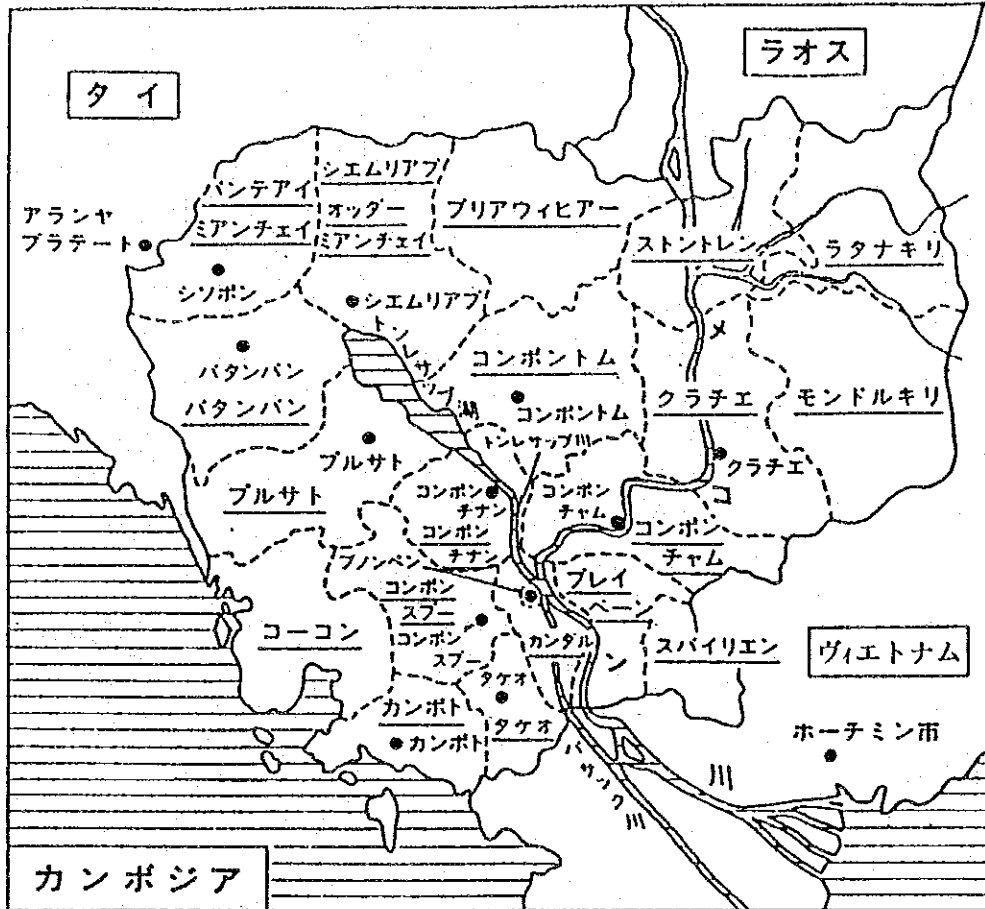 タイ
ラオス
シエムリアプ
オッダー
ミアンチェイ
バンテアイ
ミアンチェイ
プリアウィヒアー
アランヤ
プラテート
ストントレン
ラタナキリ
シソポン
シエムリアプ
トンレサップ湖
バタンバン
バタンバン
コンポントム
コンポントム
クラチエ
モンドルキリ
メコン川
トンレサップ川
プルサト
プルサト
クラチエ
コンポン
チナン
コンポン
チャム
コンポン
チナン
コンポン
チャム
プノンペン
コンポン
スプー
プレイ
ベーン
コーコン
コンポン
スプー
カンダル
スバイリエン
ヴィエトナム
タケオ
タケオ
カンポト
カンポト
ホーチミン市
バサック川
カンボジア